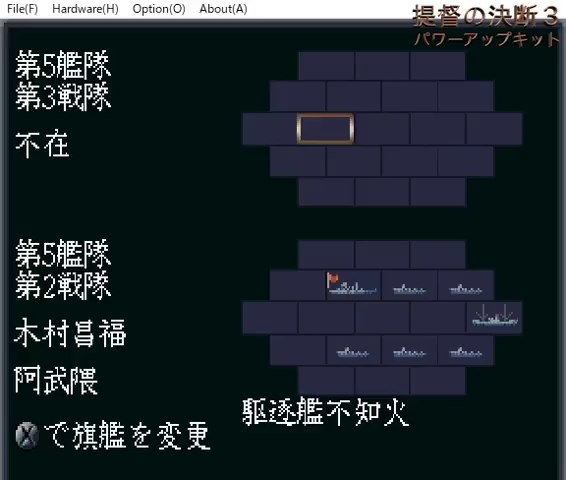 File(F) Hardware(H) Option(O) About(A)
提督の決断3
パワーアップキット
第5艦隊
第3戦隊
不在
第5艦隊
第2戦隊
木村昌福
阿武隈
駆逐艦不知火
Xで旗艦を変更